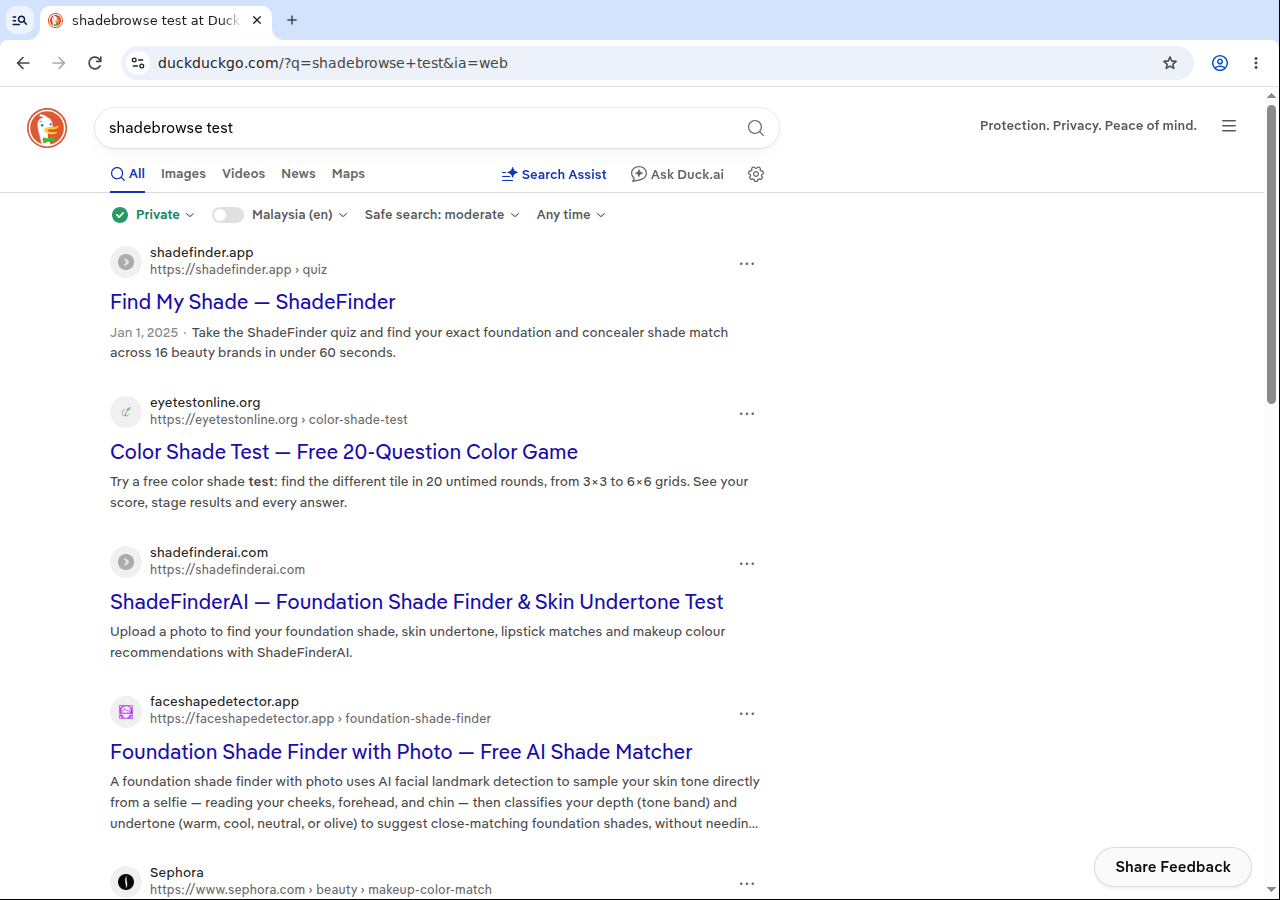 shadebrowse test at Duck
duckduckgo.com/?q=shadebrowse+test&ia=web
shadebrowse test
Protection. Privacy. Peace of mind.
All Images Videos News Maps Search Assist Ask Duck.ai
Private Malaysia (en) Safe search: moderate Any time
shadefinder.app
https://shadefinder.app › quiz
Find My Shade — ShadeFinder
Jan 1, 2025 · Take the ShadeFinder quiz and find your exact foundation and concealer shade match
across 16 beauty brands in under 60 seconds.
eyetestonline.org
https://eyetestonline.org › color-shade-test
Color Shade Test — Free 20-Question Color Game
Try a free color shade test: find the different tile in 20 untimed rounds, from 3×3 to 6×6 grids. See your
score, stage results and every answer.
shadefinderai.com
https://shadefinderai.com
ShadeFinderAI — Foundation Shade Finder & Skin Undertone Test
Upload a photo to find your foundation shade, skin undertone, lipstick matches and makeup colour
recommendations with ShadeFinderAI.
faceshapedetector.app
https://faceshapedetector.app › foundation-shade-finder
Foundation Shade Finder with Photo — Free AI Shade Matcher
A foundation shade finder with photo uses AI facial landmark detection to sample your skin tone directly
from a selfie — reading your cheeks, forehead, and chin — then classifies your depth (tone band) and
undertone (warm, cool, neutral, or olive) to suggest close-matching foundation shades, without needin...
Sephora
https://www.sephora.com › beauty › makeup-color-match
Share Feedback